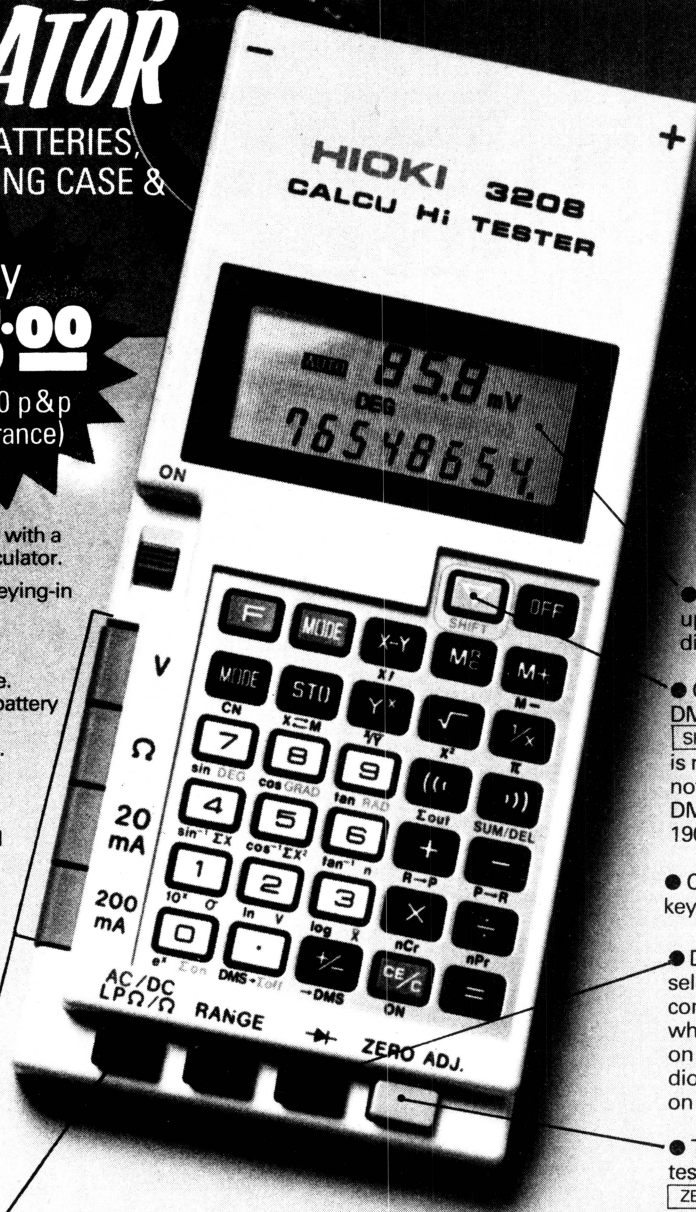 ATOR
ATTERIES,
ING CASE &
y
·00
0 p & p
rance)
with a
culator.
eying-in
e.
battery
− +
HIOKI 3208
CALCU Hi TESTER
AUTO 85.8 mV
DEG
76548654.
ON
SHIFT
OFF
F MODE X-Y M+
X! M−
V
MODE STO Yˣ √ 1/x
CN X⇄M X² π
Ω
7 8 9 ((( )))
sin DEG cos GRAD tan RAD Σout SUM/DEL
20
mA
4 5 6 + −
sin⁻¹ ΣX cos⁻¹ ΣX² tan⁻¹ n R→P P→R
200
mA
1 2 3 × ÷
10ˣ σ ln V log x̄ nCr nPr
0 · +/− CE/C =
eˣ Σon DMS→Σoff →DMS ON
AC/DC
LPΩ/Ω RANGE ZERO ADJ.
up
di
● C
DM
is n
no
DM
190
● C
key
● D
sel
con
wh
on
dio
on
● T
tes
ZE